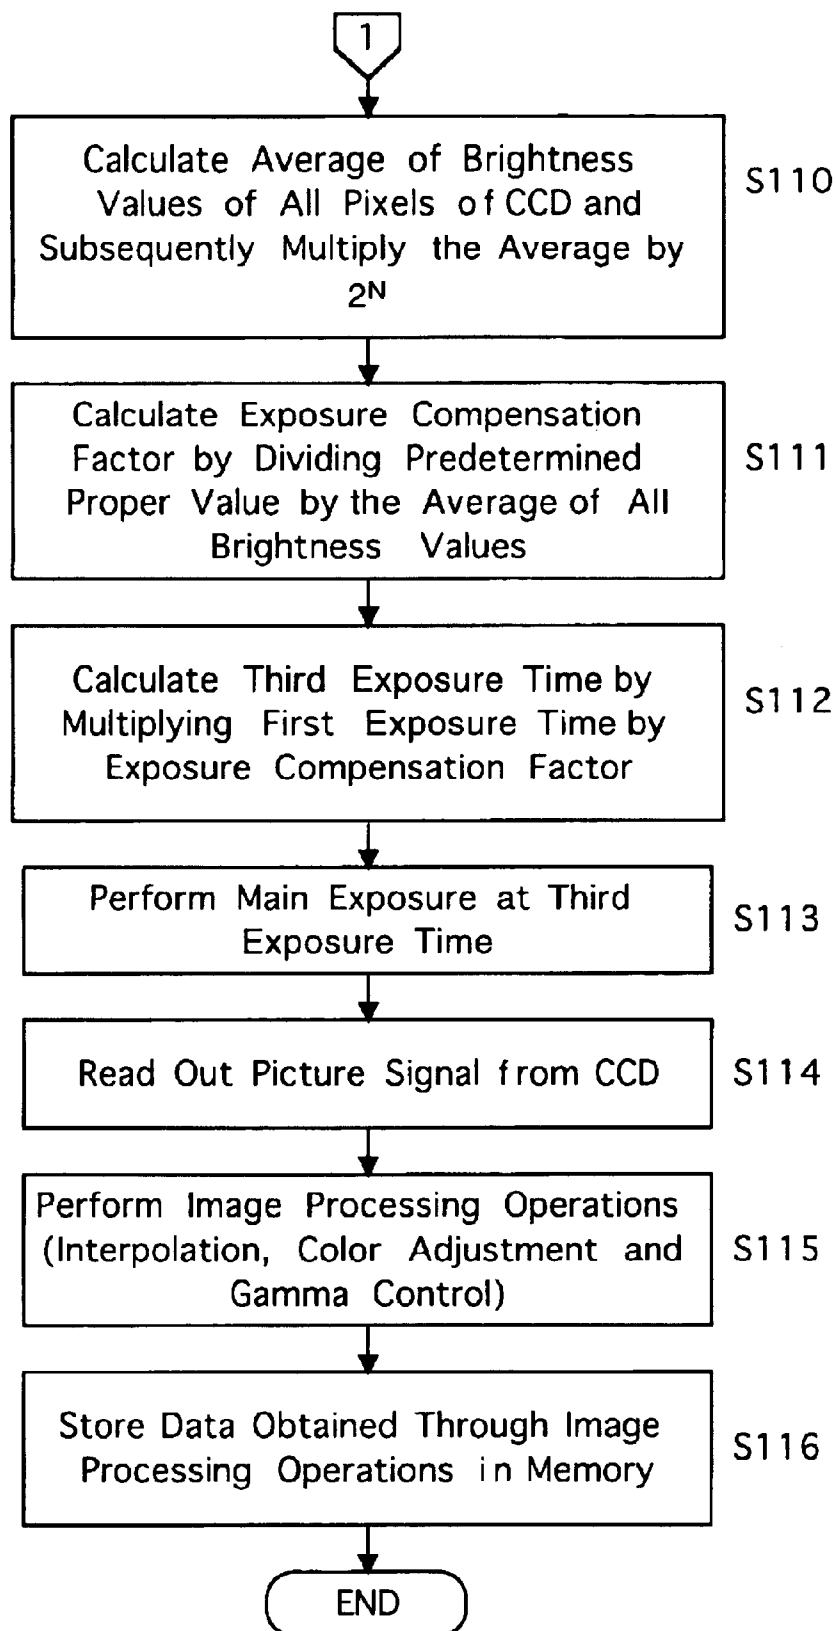 1
Calculate Average of Brightness
Values of All Pixels of CCD and
Subsequently Multiply the Average by
2ᴺ
S110
Calculate Exposure Compensation
Factor by Dividing Predetermined
Proper Value by the Average of All
Brightness Values
S111
Calculate Third Exposure Time by
Multiplying First Exposure Time by
Exposure Compensation Factor
S112
Perform Main Exposure at Third
Exposure Time
S113
Read Out Picture Signal from CCD
S114
Perform Image Processing Operations
(Interpolation, Color Adjustment and
Gamma Control)
S115
Store Data Obtained Through Image
Processing Operations in Memory
S116
END